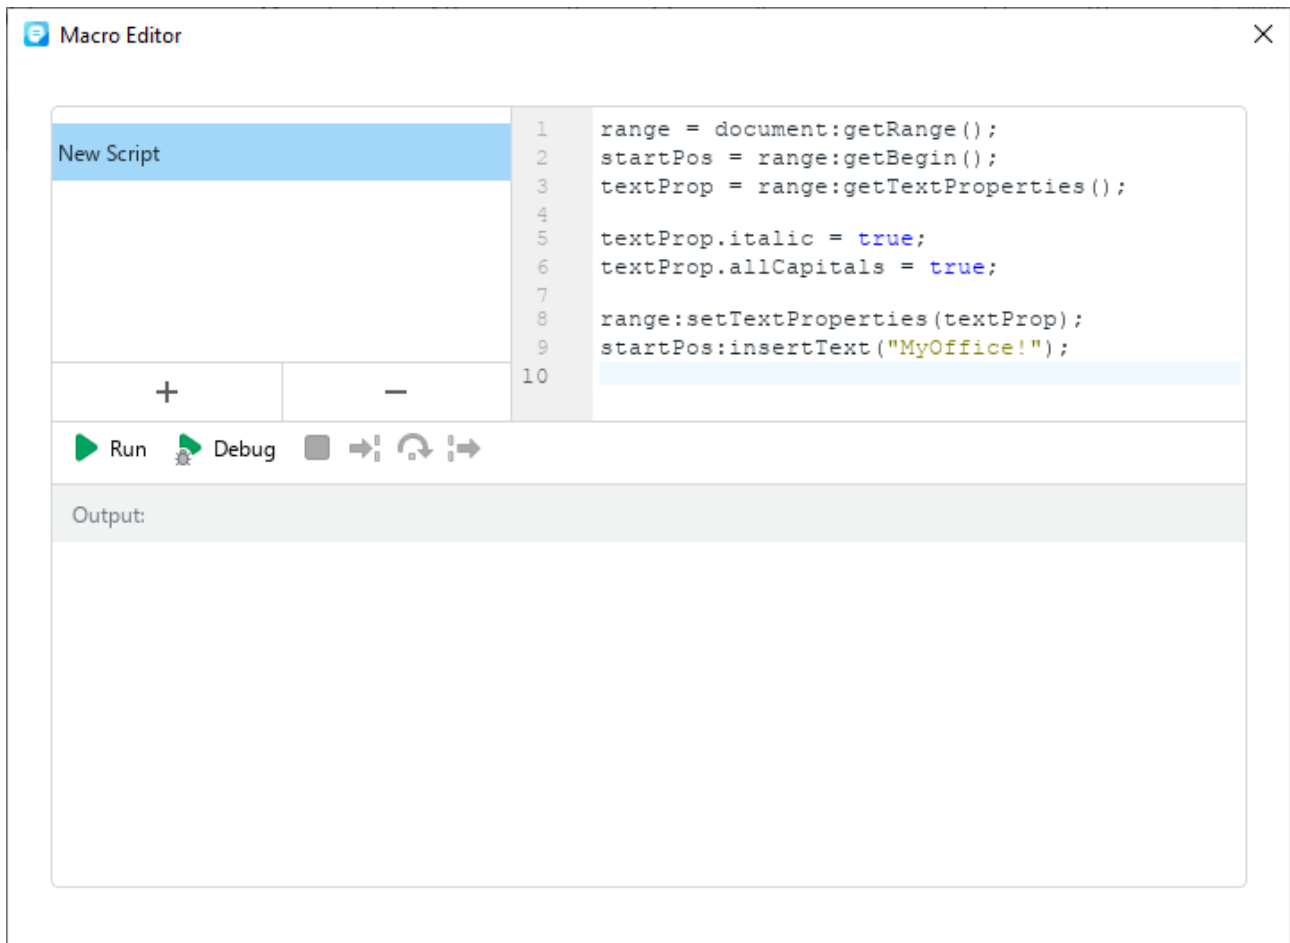 Macro Editor
New Script
1 range = document:getRange();
2 startPos = range:getBegin();
3 textProp = range:getTextProperties();
4
5 textProp.italic = true;
6 textProp.allCapitals = true;
7
8 range:setTextProperties(textProp);
9 startPos:insertText("MyOffice!");
10
Run Debug
Output: